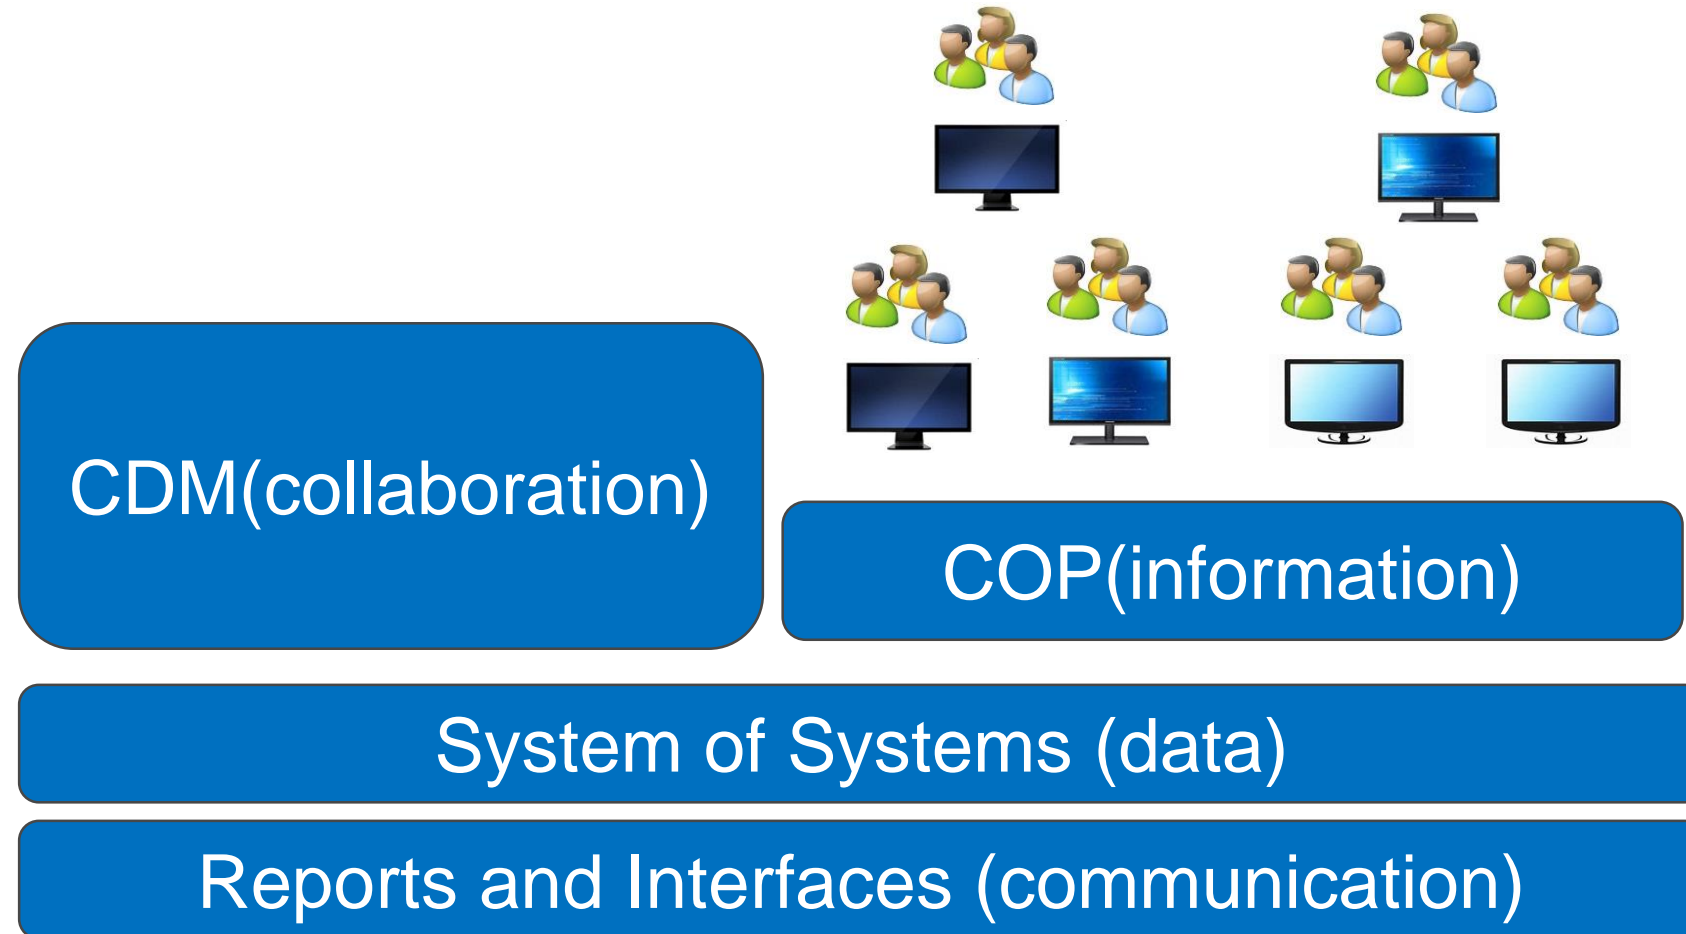 CDM(collaboration)
COP(information)
System of Systems (data)
Reports and Interfaces (communication)